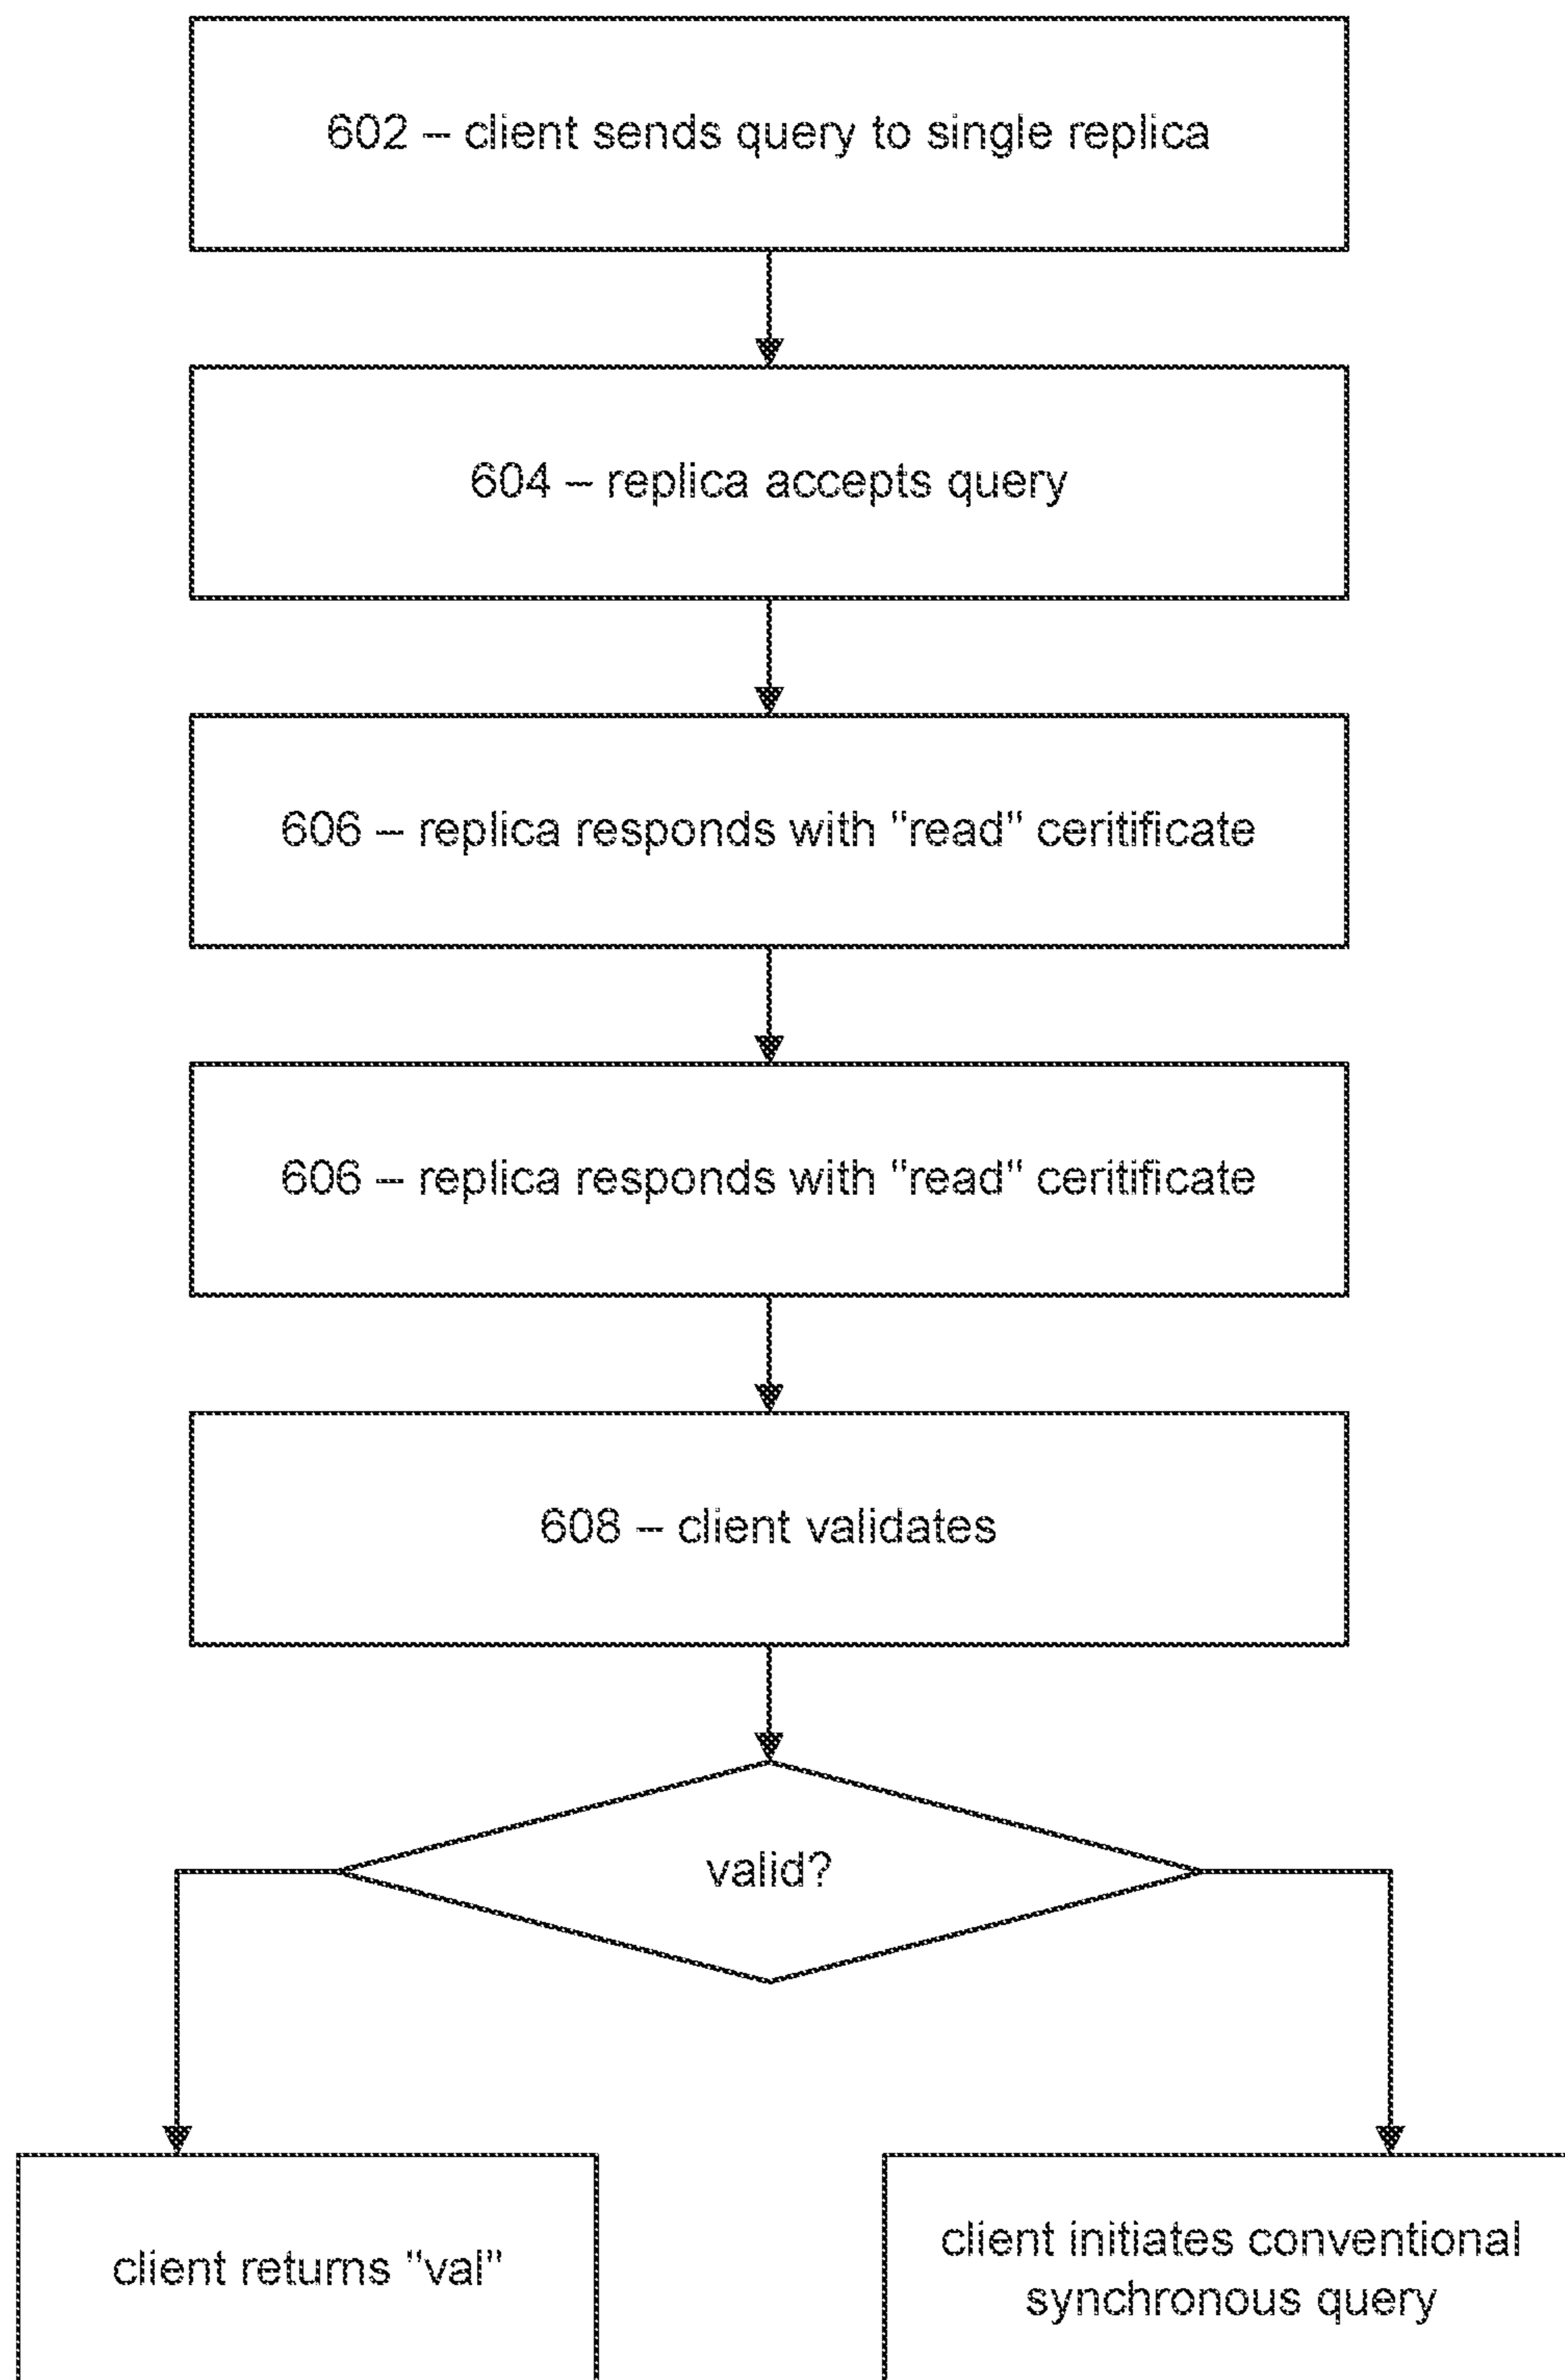 602 – client sends query to single replica
604 – replica accepts query
606 – replica responds with "read" ceritificate
606 – replica responds with "read" ceritificate
608 – client validates
valid?
client returns "val"
client initiates conventional
synchronous query